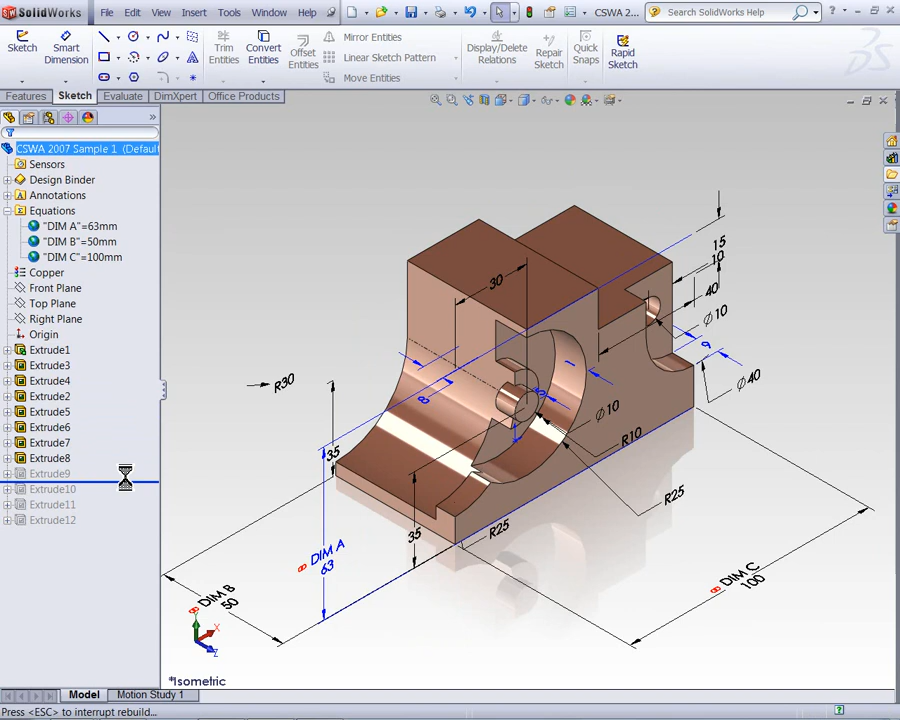 SolidWorks File Edit View Insert Tools Window Help CSWA 2... Search SolidWorks Help
Sketch Smart Dimension Trim Entities Convert Entities Offset Entities Mirror Entities Linear Sketch Pattern Move Entities Display/Delete Relations Repair Sketch Quick Snaps Rapid Sketch
Features Sketch Evaluate DimXpert Office Products
CSWA 2007 Sample 1 (Default
Sensors
Design Binder
Annotations
Equations
"DIM A"=63mm
"DIM B"=50mm
"DIM C"=100mm
Copper
Front Plane
Top Plane
Right Plane
Origin
Extrude1
Extrude3
Extrude4
Extrude2
Extrude5
Extrude6
Extrude7
Extrude8
Extrude9
Extrude10
Extrude11
Extrude12
15
10
30
40
Ø10
9
Ø40
R30
8
1
5
Ø10
R10
35
R25
35
R25
DIM A
63
DIM B
50
DIM C
100
X
Y
Z
*Isometric
Model Motion Study 1
Press <ESC> to interrupt rebuild...